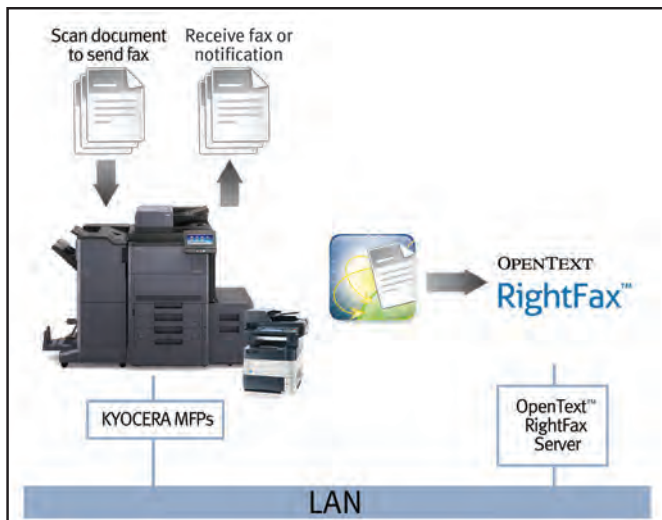 Scan document
to send fax
Receive fax or
notification
OPENTEXT
RightFax™
KYOCERA MFPs
OpenText™
RightFax
Server
LAN